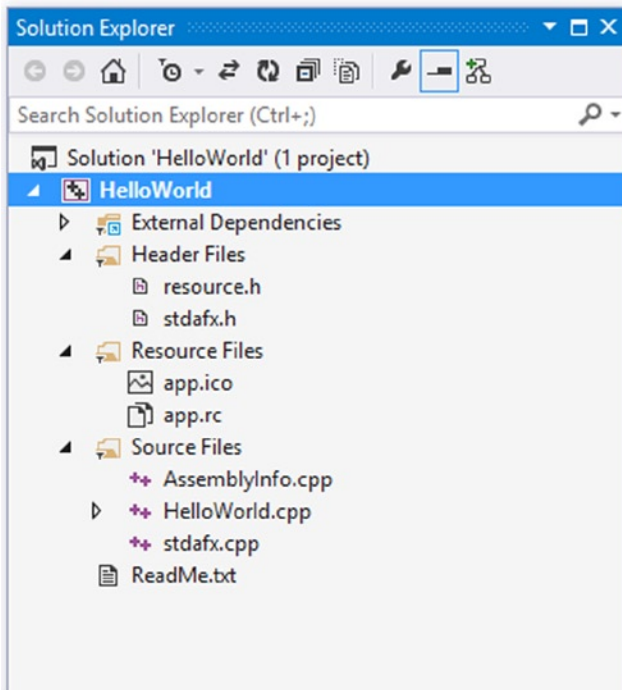 Solution Explorer
Search Solution Explorer (Ctrl+;)
Solution 'HelloWorld' (1 project)
HelloWorld
External Dependencies
Header Files
resource.h
stdafx.h
Resource Files
app.ico
app.rc
Source Files
AssemblyInfo.cpp
HelloWorld.cpp
stdafx.cpp
ReadMe.txt